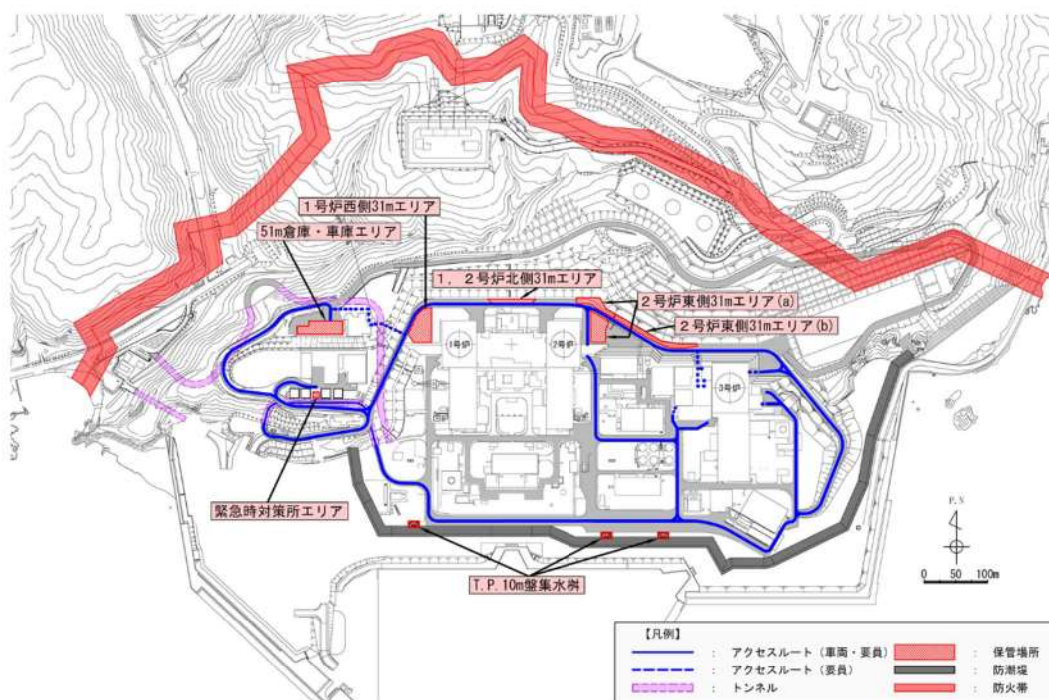 1号炉西側31mエリア
51m倉庫・車庫エリア
1,2号炉北側31mエリア
2号炉東側31mエリア(a)
2号炉東側31mエリア(b)
1号炉
2号炉
3号炉
緊急時対策所エリア
T.P.10m盤集水桝
P.N
0 50 100m
【凡例】
: アクセスルート(車両・要員)
: 保管場所
: アクセスルート(要員)
: 防潮堤
: トンネル
: 防火帯